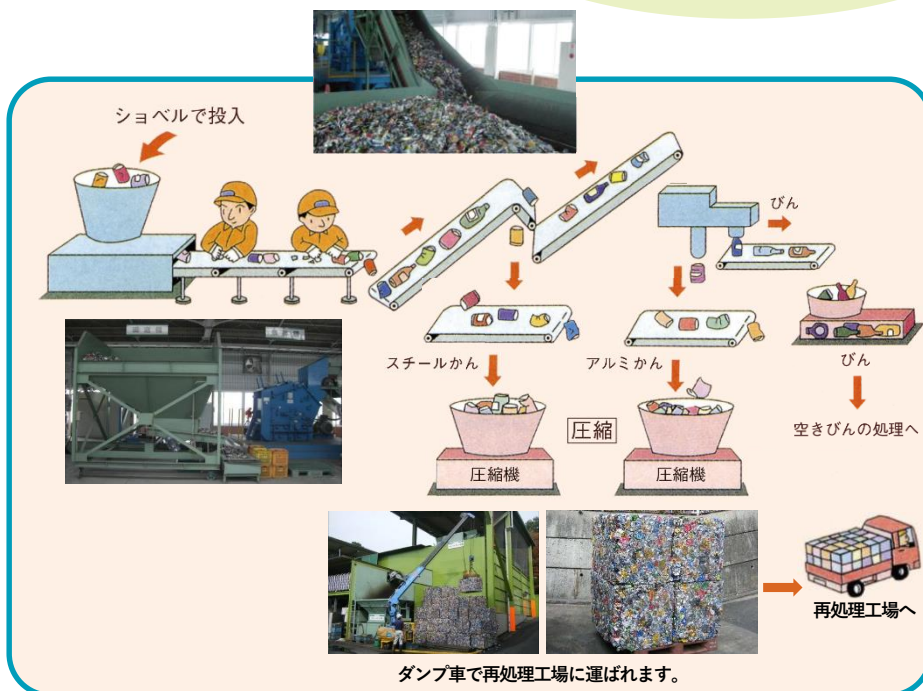 ショベルで投入
びん
スチールかん
アルミかん
びん
圧縮
空きびんの処理へ
圧縮機
圧縮機
再処理工場へ
ダンプ車で再処理工場に運ばれます。